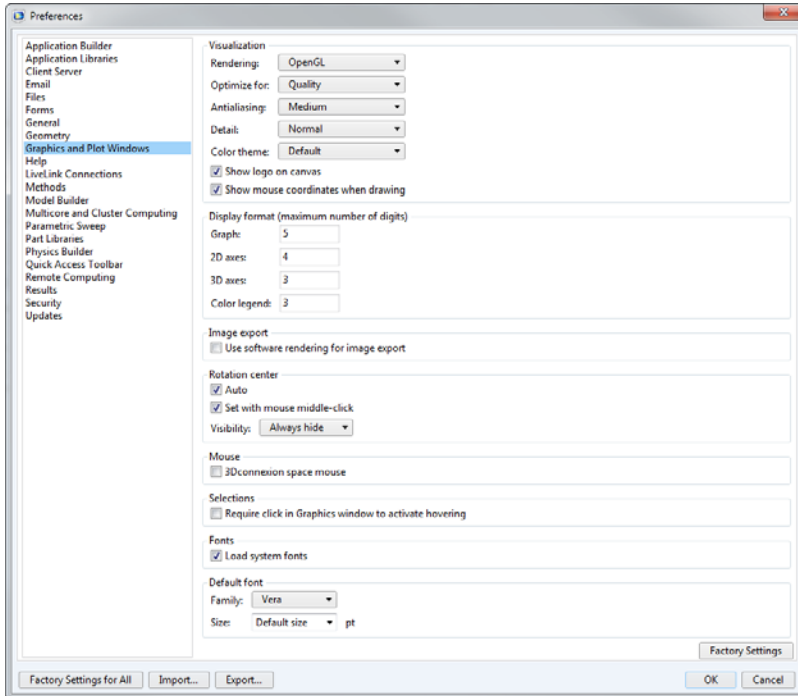 Preferences
Application Builder
Application Libraries
Client Server
Email
Files
Forms
General
Geometry
Graphics and Plot Windows
Help
LiveLink Connections
Methods
Model Builder
Multicore and Cluster Computing
Parametric Sweep
Part Libraries
Physics Builder
Quick Access Toolbar
Remote Computing
Results
Security
Updates
Visualization
Rendering: OpenGL
Optimize for: Quality
Antialiasing: Medium
Detail: Normal
Color theme: Default
Show logo on canvas
Show mouse coordinates when drawing
Display format (maximum number of digits)
Graph: 5
2D axes: 4
3D axes: 3
Color legend: 3
Image export
Use software rendering for image export
Rotation center
Auto
Set with mouse middle-click
Visibility: Always hide
Mouse
3Dconnexion space mouse
Selections
Require click in Graphics window to activate hovering
Fonts
Load system fonts
Default font
Family: Vera
Size: Default size pt
Factory Settings
Factory Settings for All Import... Export... OK Cancel